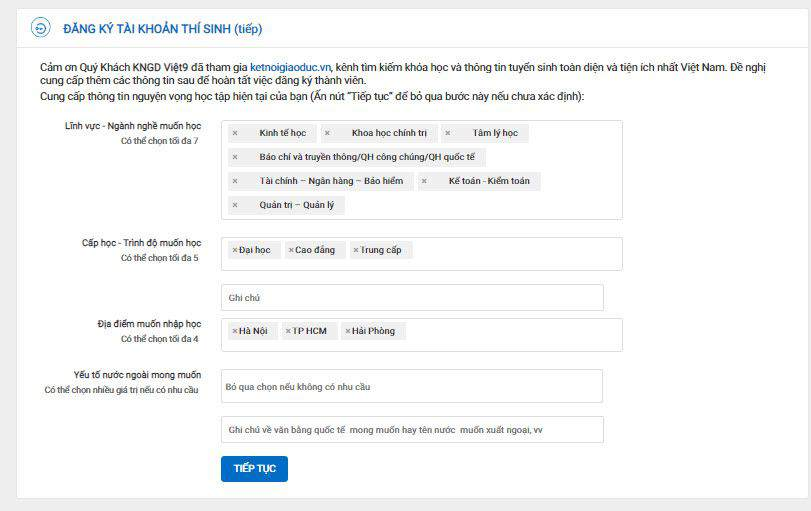 ĐĂNG KÝ TÀI KHOẢN THÍ SINH (tiếp)
Cảm ơn Quý Khách KNGD Việt9 đã tham gia ketnoigiaoduc.vn, kênh tìm kiếm khóa học và thông tin tuyển sinh toàn diện và tiện ích nhất Việt Nam. Đề nghị
cung cấp thêm các thông tin sau để hoàn tất việc đăng ký thành viên.
Cung cấp thông tin nguyện vọng học tập hiện tại của bạn (Ấn nút "Tiếp tục" để bỏ qua bước này nếu chưa xác định):
Lĩnh vực - Ngành nghề muốn học
Có thể chọn tối đa 7
× Kinh tế học × Khoa học chính trị × Tâm lý học
× Báo chí và truyền thông/QH công chúng/QH quốc tế
× Tài chính – Ngân hàng – Bảo hiểm × Kế toán - Kiểm toán
× Quản trị – Quản lý
Cấp học - Trình độ muốn học
Có thể chọn tối đa 5
×Đại học ×Cao đẳng ×Trung cấp
Ghi chú
Địa điểm muốn nhập học
Có thể chọn tối đa 4
×Hà Nội ×TP HCM ×Hải Phòng
Yếu tố nước ngoài mong muốn
Có thể chọn nhiều giá trị nếu có nhu cầu
Bỏ qua chọn nếu không có nhu cầu
Ghi chú về văn bằng quốc tế mong muốn hay tên nước muốn xuất ngoại, vv
TIẾP TỤC